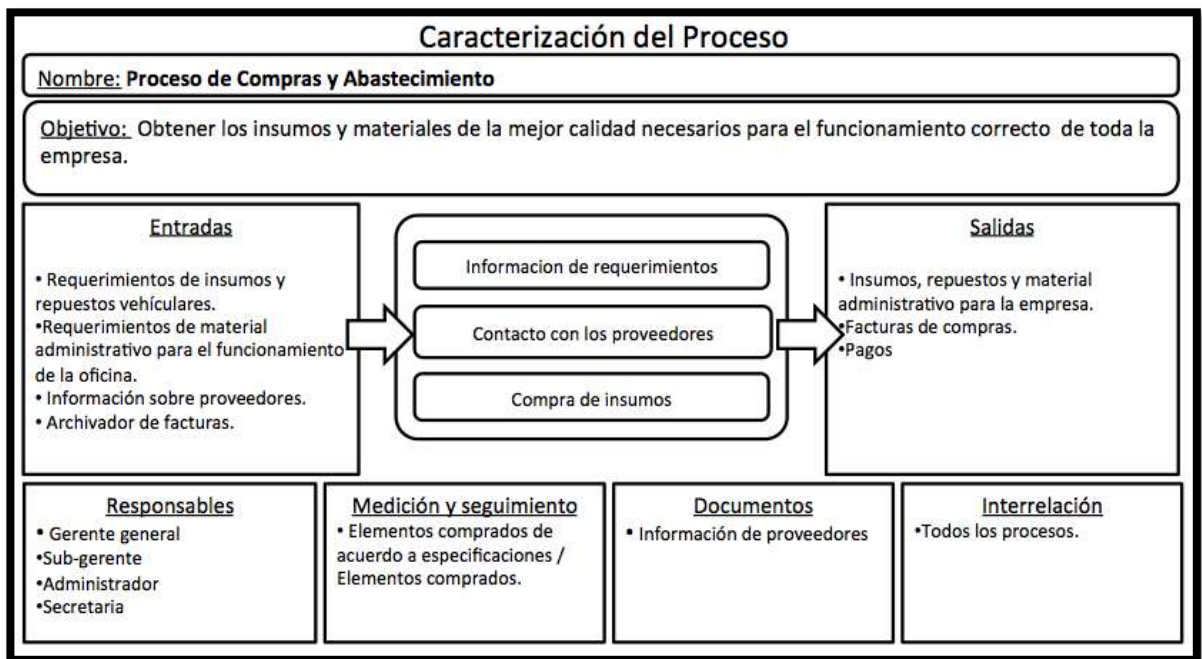 Caracterización del Proceso
Nombre: Proceso de Compras y Abastecimiento
Objetivo: Obtener los insumos y materiales de la mejor calidad necesarios para el funcionamiento correcto de toda la
empresa.
Entradas
• Requerimientos de insumos y
repuestos vehículares.
•Requerimientos de material
administrativo para el funcionamiento
de la oficina.
• Información sobre proveedores.
• Archivador de facturas.
Informacion de requerimientos
Contacto con los proveedores
Compra de insumos
Salidas
• Insumos, repuestos y material
administrativo para la empresa.
•Facturas de compras.
•Pagos
Responsables
• Gerente general
•Sub-gerente
•Administrador
•Secretaria
Medición y seguimiento
• Elementos comprados de
acuerdo a especificaciones /
Elementos comprados.
Documentos
• Información de proveedores
Interrelación
•Todos los procesos.